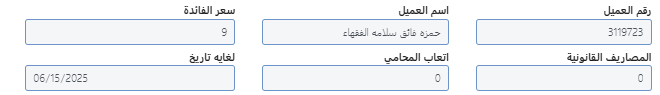 رقم العميل اسم العميل سعر الفائدة
3119723 حمزه فائق سلامه الفقهاء 9
المصاريف القانونية اتعاب المحامي لغايه تاريخ
0 0 06/15/2025